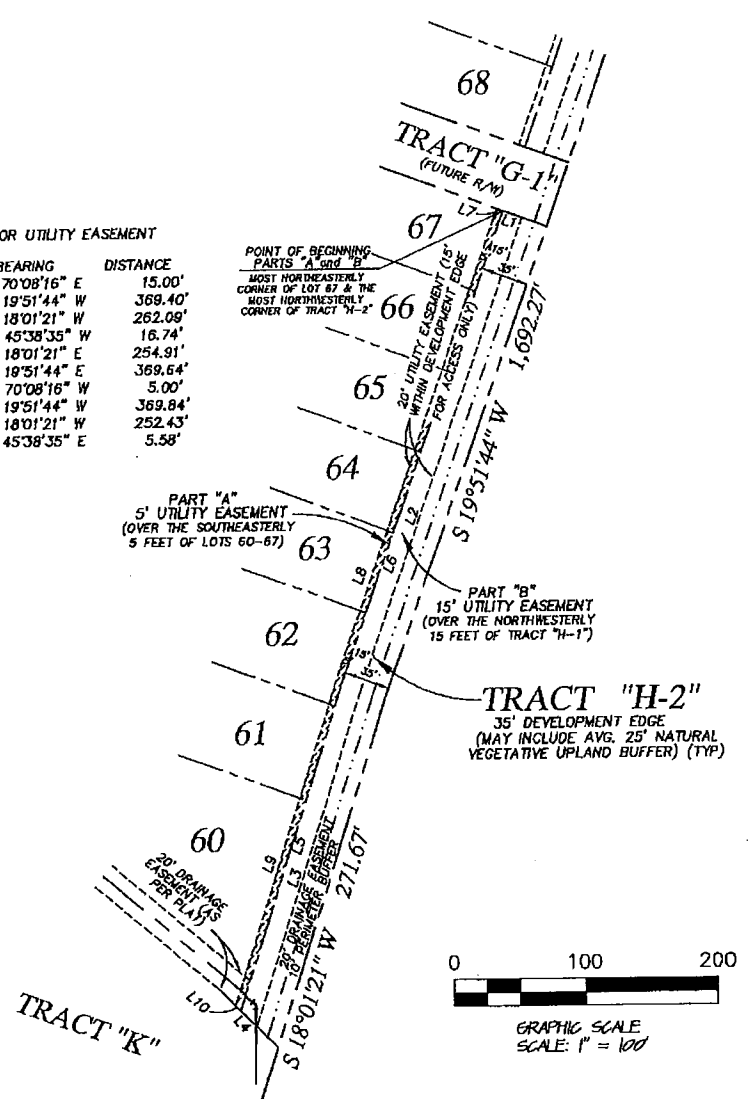 68
TRACT "G-1"
(FUTURE R/W)
L7
L1
67
OR UTILITY EASEMENT
BEARING DISTANCE
70°08'16" E 15.00'
19°51'44" W 369.40'
18°01'21" W 262.09'
45°38'35" W 16.74'
18°01'21" E 254.91'
19°51'44" E 369.64'
70°08'16" W 5.00'
19°51'44" W 369.84'
18°01'21" W 252.43'
45°38'35" E 5.58'
POINT OF BEGINNING
PARTS "A" and "B"
MOST NORTHEASTERLY
CORNER OF LOT 67 & THE
MOST NORTHWESTERLY
CORNER OF TRACT "H-2"
15'
35'
66
20' UTILITY EASEMENT (15'
WITHIN DEVELOPMENT EDGE
FOR ACCESS ONLY)
1,692.27'
S 19°51'44" W
65
64
PART "A"
5' UTILITY EASEMENT
(OVER THE SOUTHEASTERLY
5 FEET OF LOTS 60-67)
63
L2
L6
L8
PART "B"
15' UTILITY EASEMENT
(OVER THE NORTHWESTERLY
15 FEET OF TRACT "H-1")
62
15'
35'
TRACT "H-2"
35' DEVELOPMENT EDGE
(MAY INCLUDE AVG. 25' NATURAL
VEGETATIVE UPLAND BUFFER) (TYP)
61
60
20' DRAINAGE
EASEMENT (AS
PER PLAT)
L9
L5
L3
20' DRAINAGE EASEMENT
10' PERIMETER BUFFER
271.67'
S 18°01'21" W
L10
L4
TRACT "K"
0 100 200
GRAPHIC SCALE
SCALE: 1" = 100'